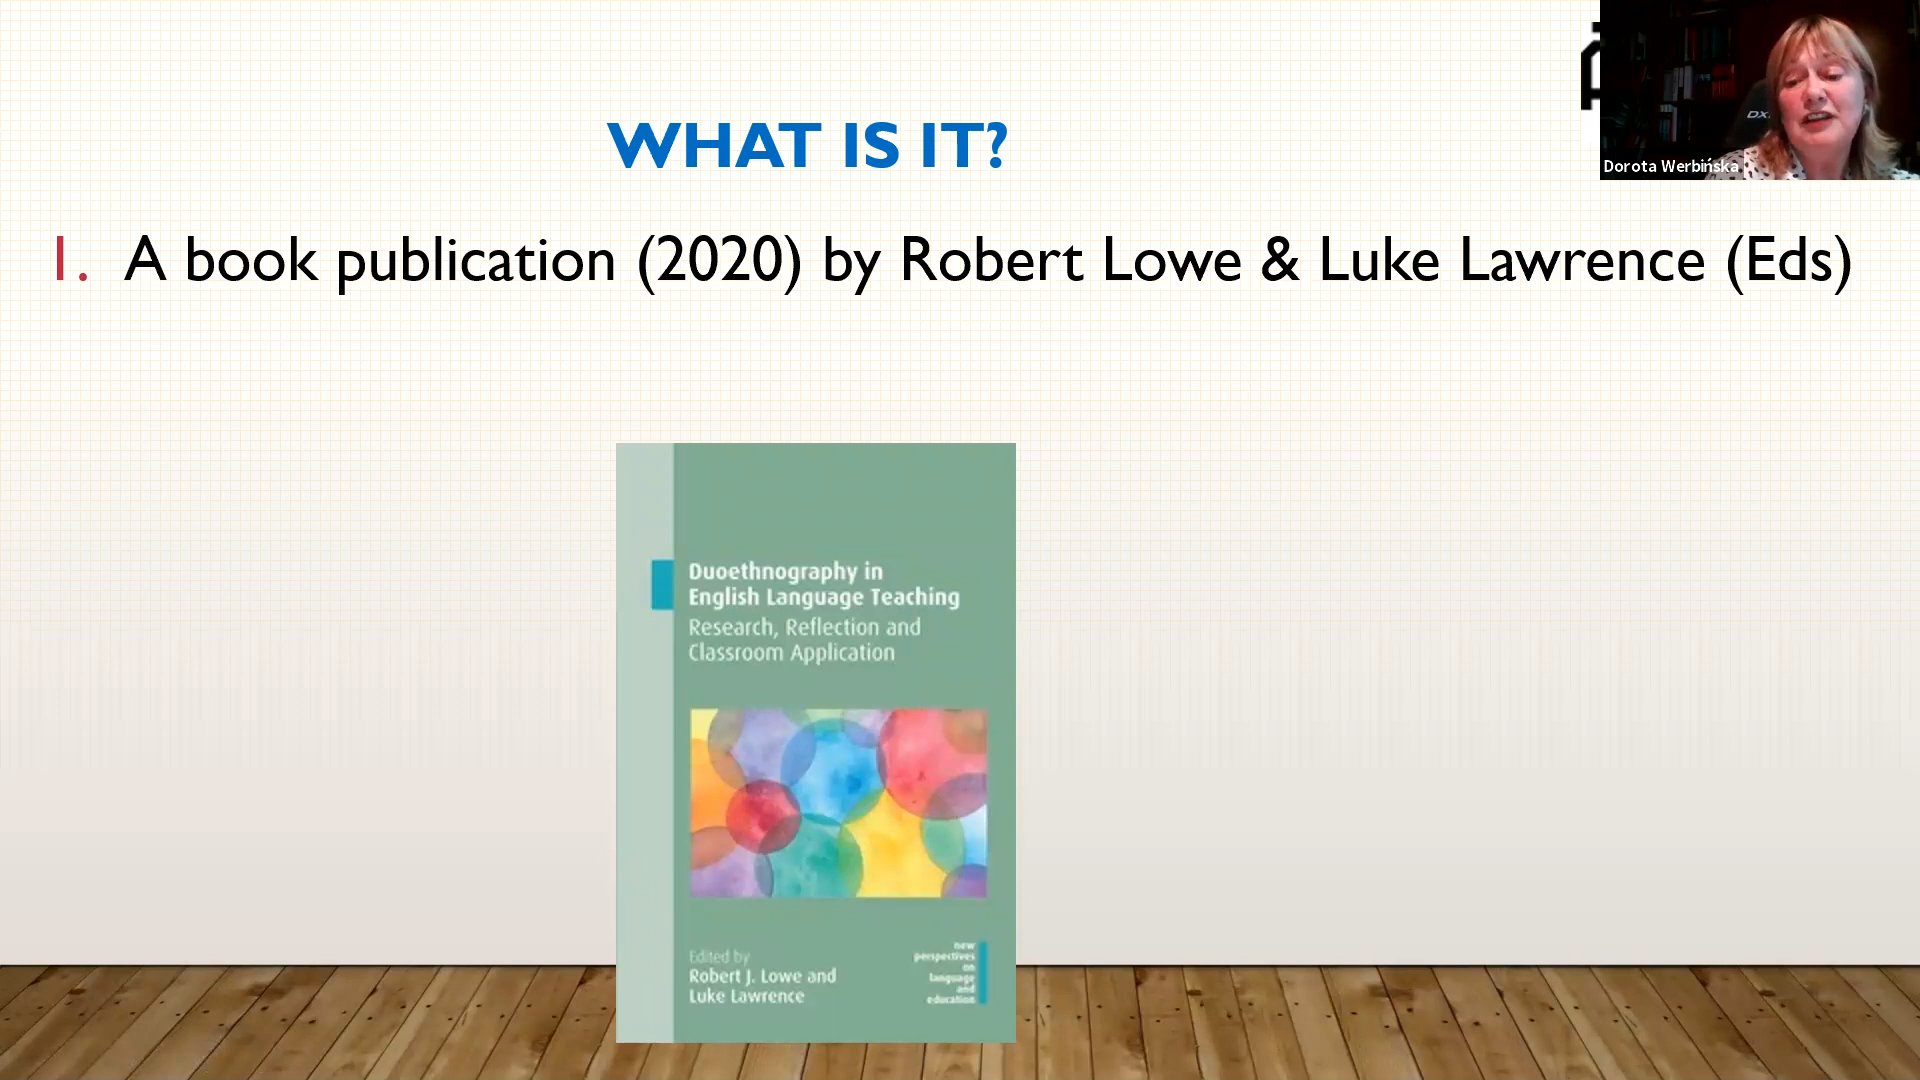 WHAT IS IT?
Dorota Werbińska
1. A book publication (2020) by Robert Lowe & Luke Lawrence (Eds)
Duoethnography in
English Language Teaching
Research, Reflection and
Classroom Application
Edited by
Robert J. Lowe and
Luke Lawrence
new
perspectives
on
language
and
education